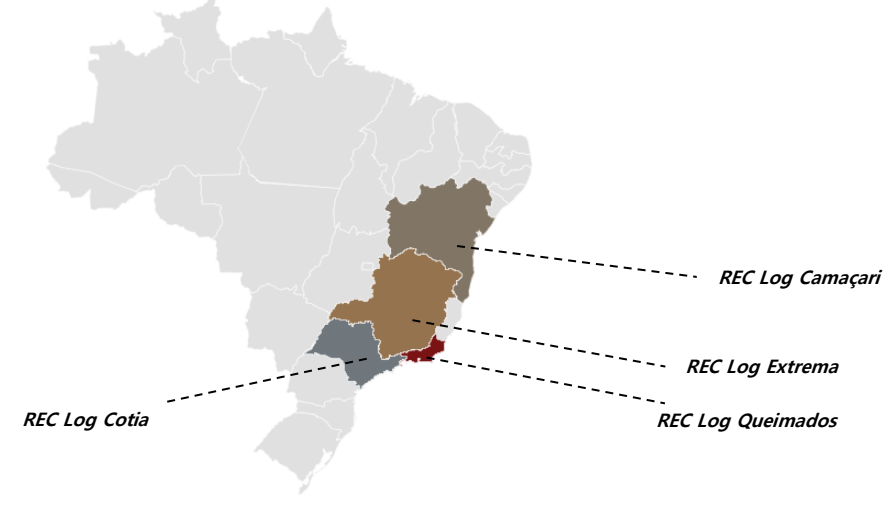 REC Log Camaçari
REC Log Extrema
REC Log Cotia
REC Log Queimados